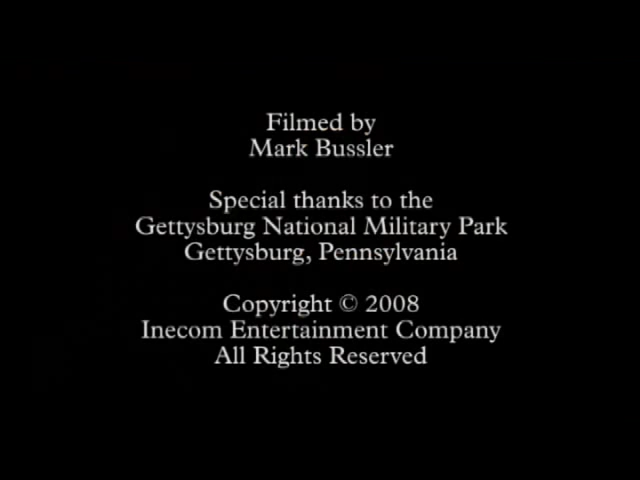 Filmed by
Mark Bussler
Special thanks to the
Gettysburg National Military Park
Gettysburg, Pennsylvania
Copyright © 2008
Inecom Entertainment Company
All Rights Reserved